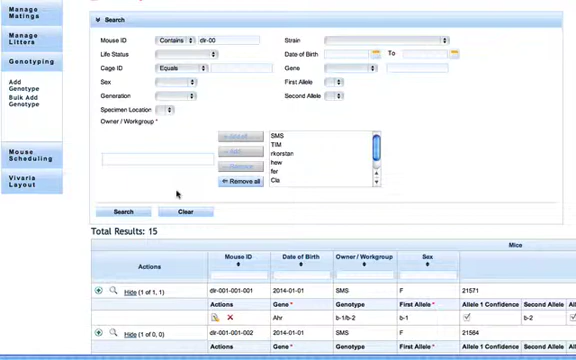 Manage
Matings
Manage
Litters
Genotyping
Add
Genotype
Bulk Add
Genotype
Mouse
Scheduling
Vivaria
Layout
Search
Mouse ID Contains dlr-00 Strain
Life Status Date of Birth To
Cage ID Equals Gene
Sex First Allele
Generation Second Allele
Specimen Location
Owner / Workgroup *
SMS
TIM
rkorstan
hew
fer
Cla
Remove all
Search Clear
Total Results: 15
Mice
Actions Mouse ID Date of Birth Owner / Workgroup Sex
Hide (1 of 1, 1) dlr-001-001-001 2014-01-01 SMS F 21571
Actions Gene * Genotype First Allele * Allele 1 Confidence Second Allele Allele
Ahr b-1/b-2 b-1 b-2
Hide (1 of 0, 0) dlr-001-001-002 2014-01-01 SMS F 21564
Actions Gene * Genotype First Allele * Allele 1 Confidence Second Allele Allele